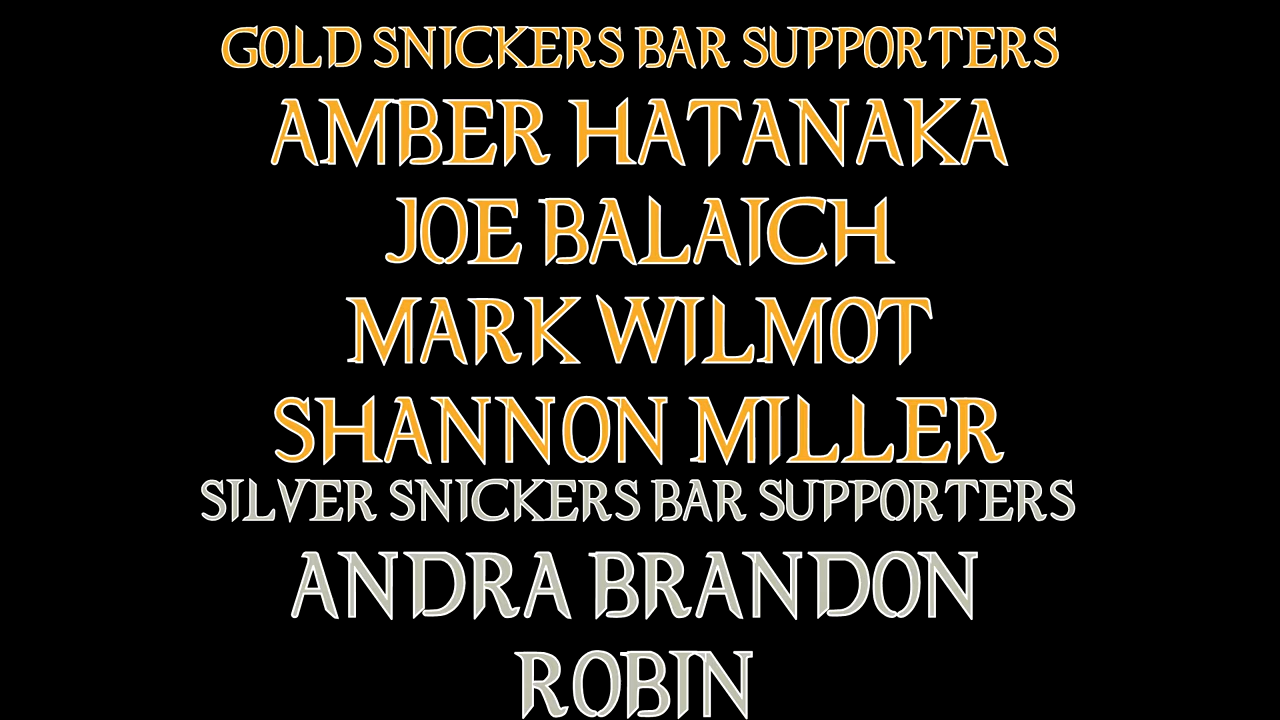 GOLD SNICKERS BAR SUPPORTERS
AMBER HATANAKA
JOE BALAICH
MARK WILMOT
SHANNON MILLER
SILVER SNICKERS BAR SUPPORTERS
ANDRA BRANDON
ROBIN